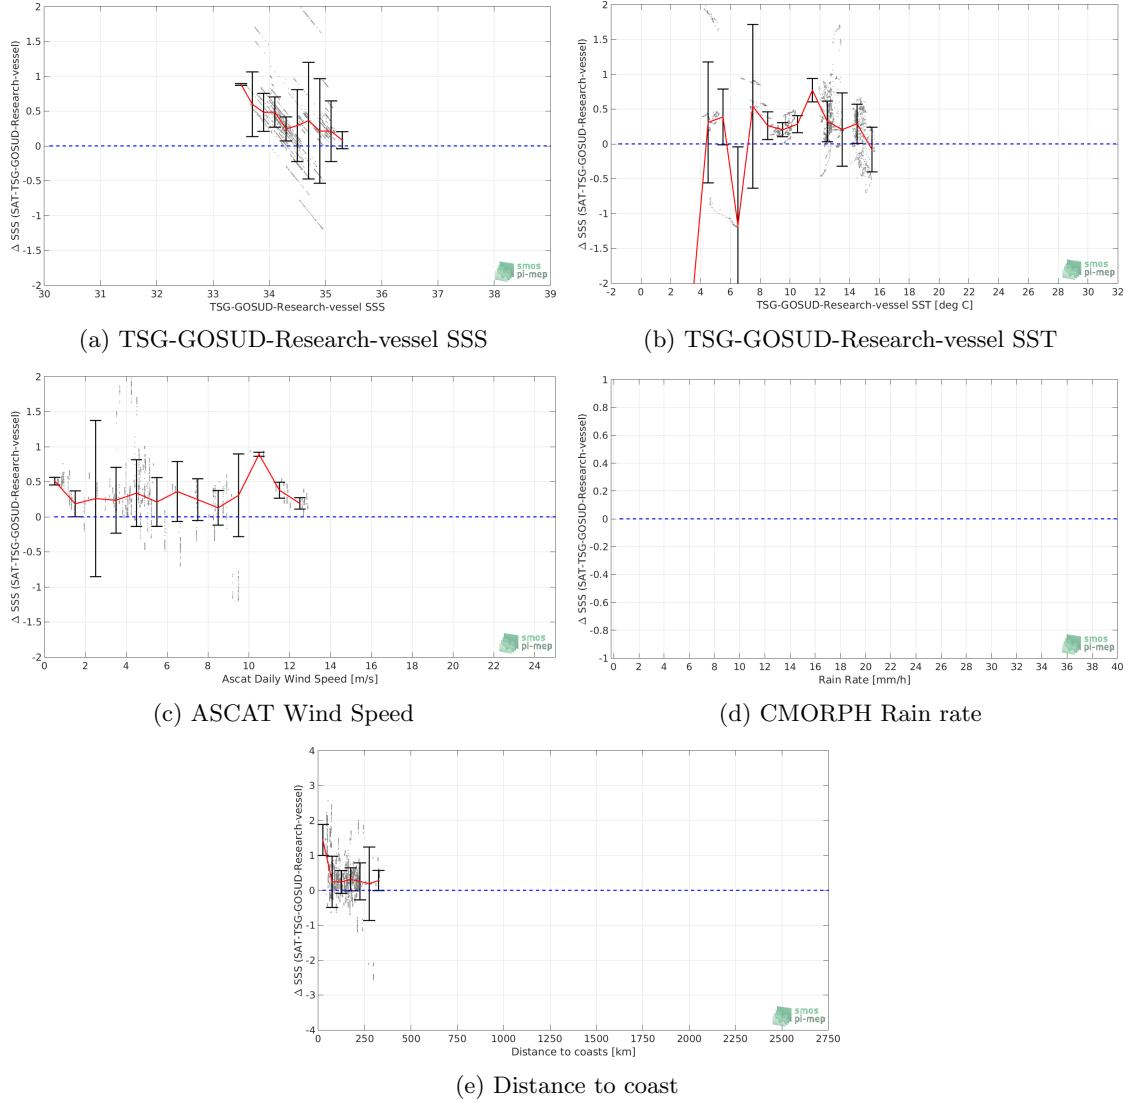 Δ SSS (SAT-TSG-GOSUD-Research-vessel)
2
1.5
1
0.5
0
-0.5
-1
-1.5
-2
30 31 32 33 34 35 36 37 38 39
TSG-GOSUD-Research-vessel SSS
smos
pi-mep
(a) TSG-GOSUD-Research-vessel SSS
Δ SSS (SAT-TSG-GOSUD-Research-vessel)
2
1.5
1
0.5
0
-0.5
-1
-1.5
-2
-2 0 2 4 6 8 10 12 14 16 18 20 22 24 26 28 30 32
TSG-GOSUD-Research-vessel SST [deg C]
smos
pi-mep
(b) TSG-GOSUD-Research-vessel SST
Δ SSS (SAT-TSG-GOSUD-Research-vessel)
2
1.5
1
0.5
0
-0.5
-1
-1.5
-2
0 2 4 6 8 10 12 14 16 18 20 22 24
Ascat Daily Wind Speed [m/s]
smos
pi-mep
(c) ASCAT Wind Speed
Δ SSS (SAT-TSG-GOSUD-Research-vessel)
1
0.8
0.6
0.4
0.2
0
-0.2
-0.4
-0.6
-0.8
-1
0 2 4 6 8 10 12 14 16 18 20 22 24 26 28 30 32 34 36 38 40
Rain Rate [mm/h]
smos
pi-mep
(d) CMORPH Rain rate
Δ SSS (SAT-TSG-GOSUD-Research-vessel)
4
3
2
1
0
-1
-2
-3
-4
0 250 500 750 1000 1250 1500 1750 2000 2250 2500 2750
Distance to coasts [km]
smos
pi-mep
(e) Distance to coast